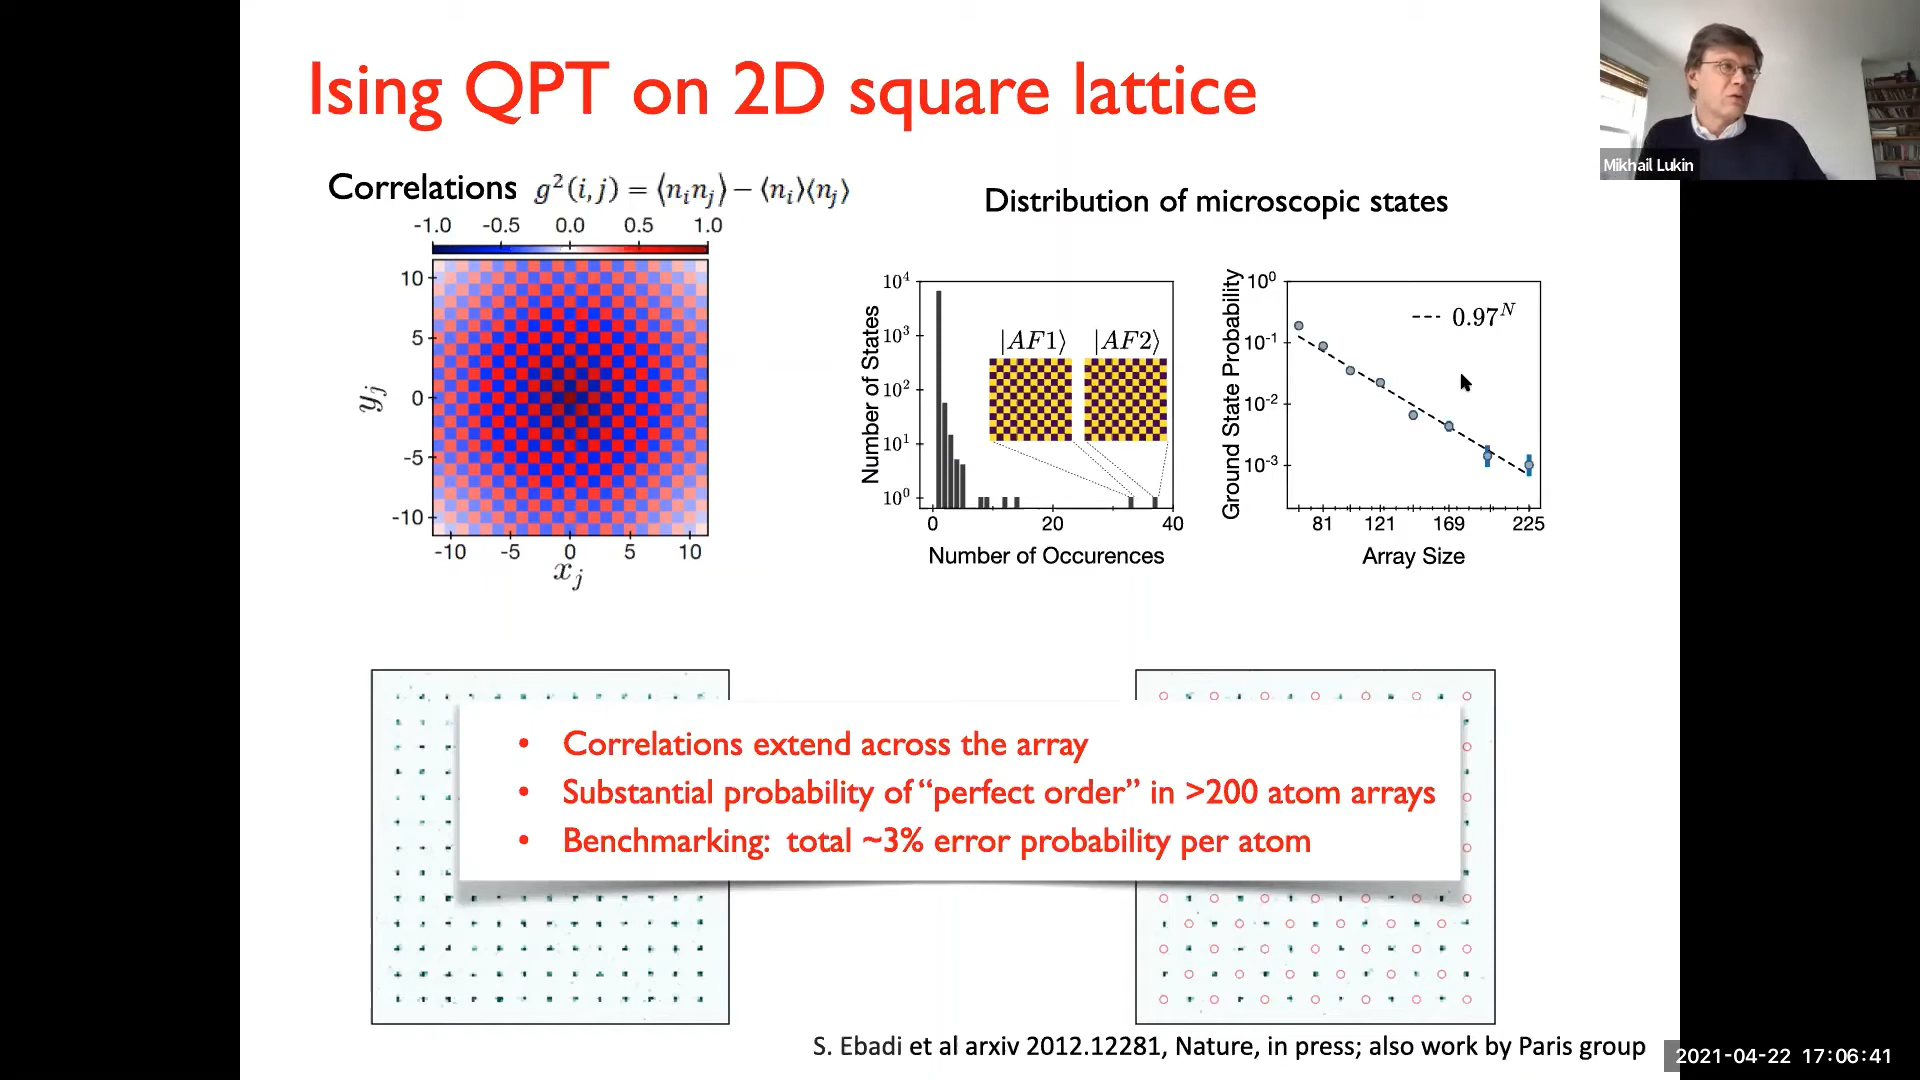 Ising QPT on 2D square lattice
Mikhail Lukin
Correlations g²(i,j) = ⟨nᵢnⱼ⟩ − ⟨nᵢ⟩⟨nⱼ⟩
-1.0 -0.5 0.0 0.5 1.0
10
5
0
-5
-10
yⱼ
-10 -5 0 5 10
xⱼ
Distribution of microscopic states
Number of States
10⁴
10³
10²
10¹
10⁰
|AF1⟩ |AF2⟩
0 20 40
Number of Occurences
Ground State Probability
10⁰
10⁻¹
10⁻²
10⁻³
0.97ᴺ
81 121 169 225
Array Size
• Correlations extend across the array
• Substantial probability of “perfect order” in >200 atom arrays
• Benchmarking: total ~3% error probability per atom
S. Ebadi et al arxiv 2012.12281, Nature, in press; also work by Paris group
2021-04-22 17:06:41